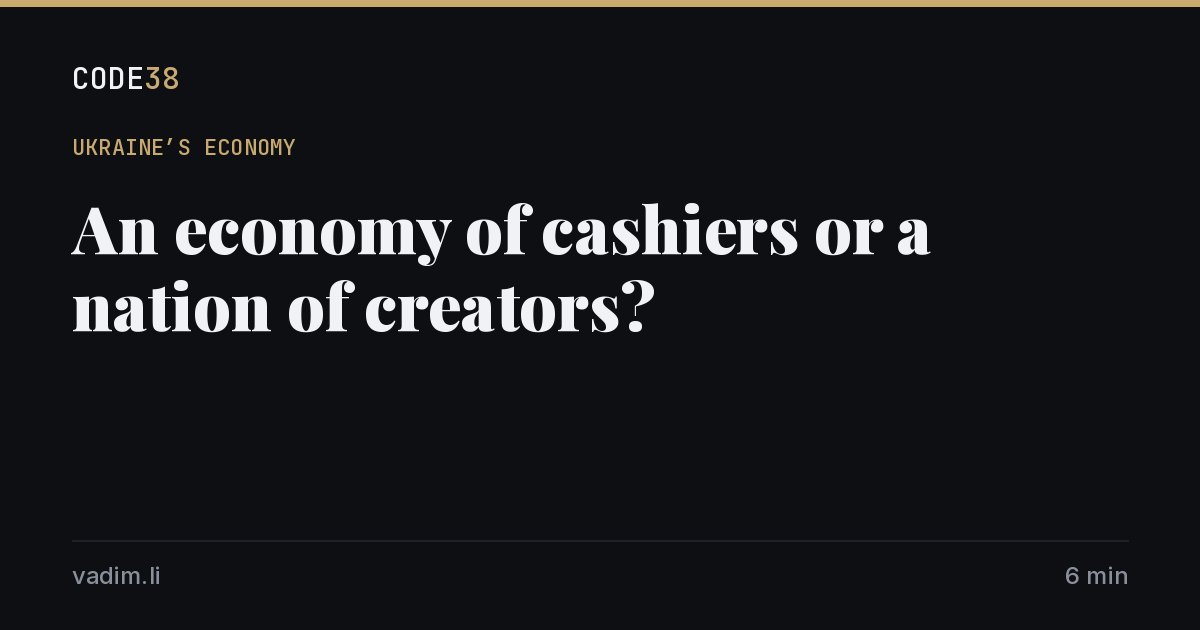 CODE38
UKRAINE’S ECONOMY
An economy of cashiers or a
nation of creators?
vadim.li
6 min